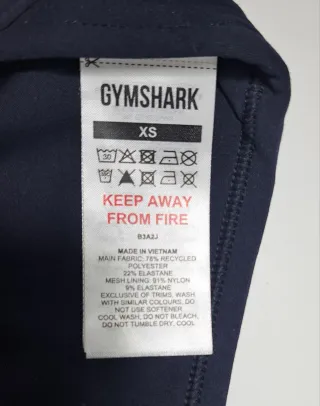 GYMSHARK
XS
30
KEEP AWAY
FROM FIRE
B3A2J
MADE IN VIETNAM
MAIN FABRIC: 78% RECYCLED
POLYESTER
22% ELASTANE
MESH LINING: 91% NYLON
9% ELASTANE
EXCLUSIVE OF TRIMS, WASH
WITH SIMILAR COLOURS, DO
NOT USE SOFTENER
COOL WASH, DO NOT BLEACH,
DO NOT TUMBLE DRY, COOL